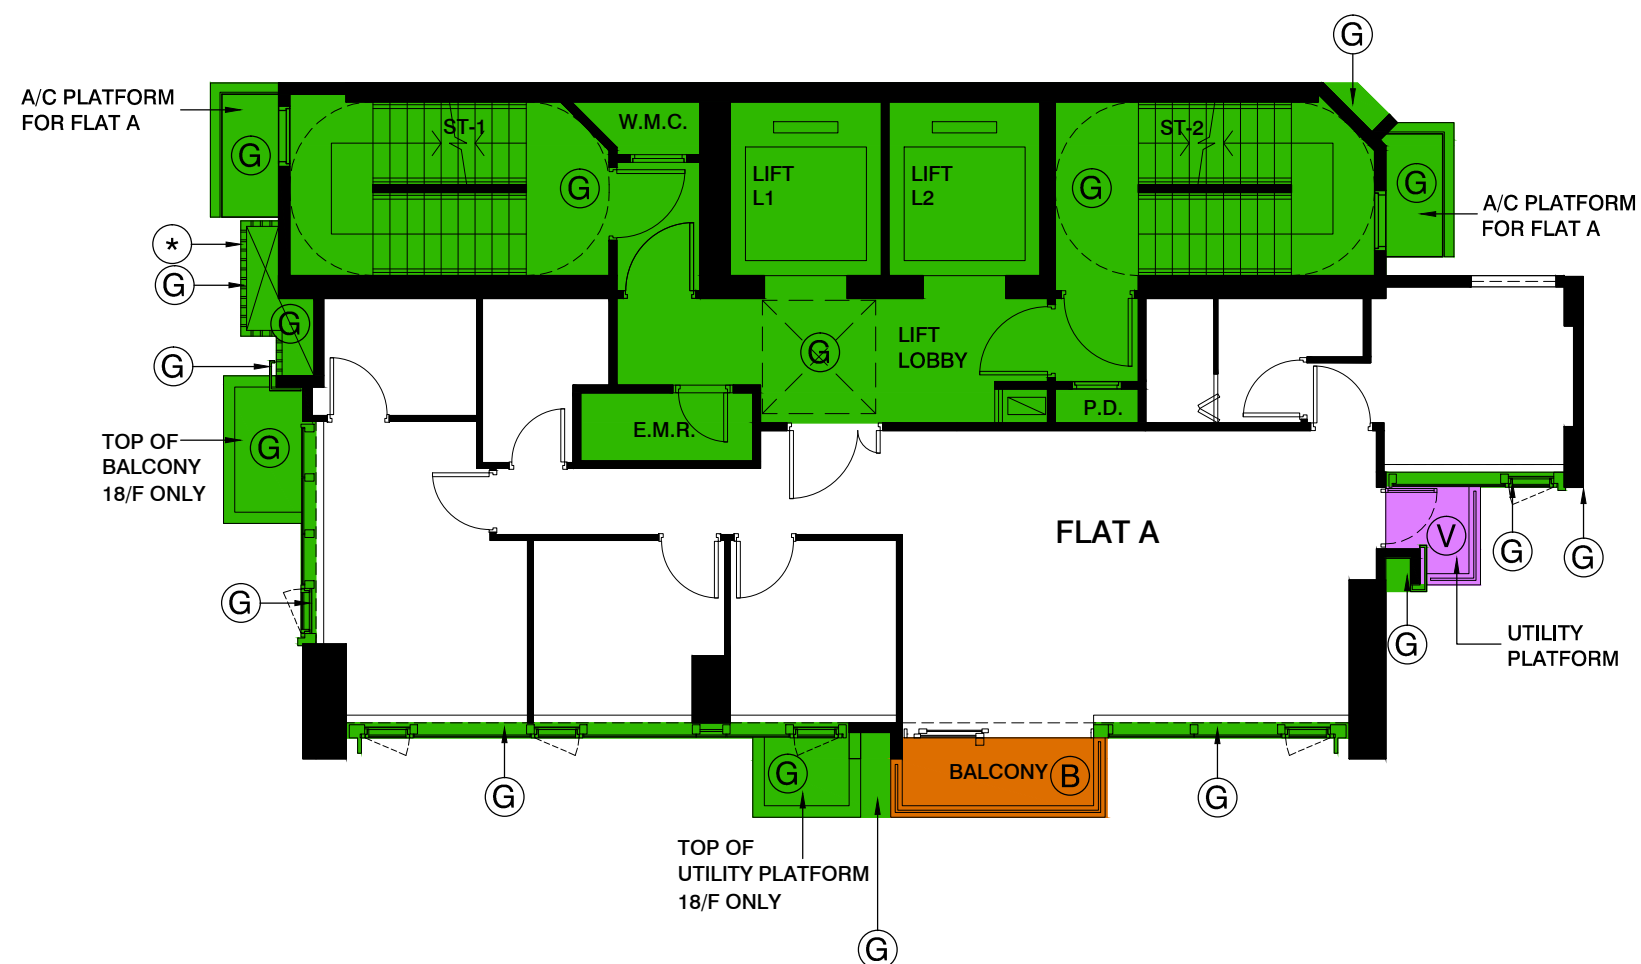 G
A/C PLATFORM
FOR FLAT A
ST-1
W.M.C.
ST-2
G
G
G
G
LIFT
L1
LIFT
L2
A/C PLATFORM
FOR FLAT A
*
G
G
G
G
LIFT
LOBBY
G
P.D.
E.M.R.
TOP OF
BALCONY
18/F ONLY
G
FLAT A
V
G
G
G
G
UTILITY
PLATFORM
G
BALCONY
B
G
G
TOP OF
UTILITY PLATFORM
18/F ONLY
G